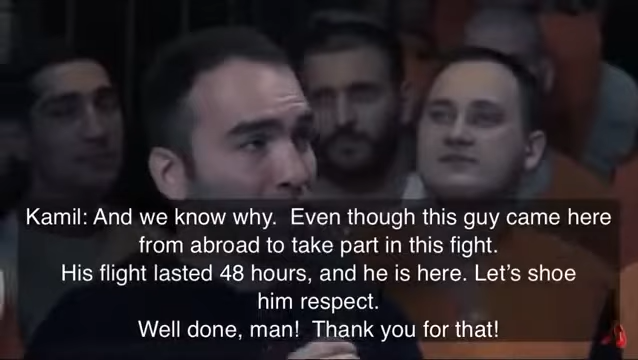 Kamil: And we know why.  Even though this guy came here
from abroad to take part in this fight.
His flight lasted 48 hours, and he is here. Let's shoe
him respect.
Well done, man!  Thank you for that!